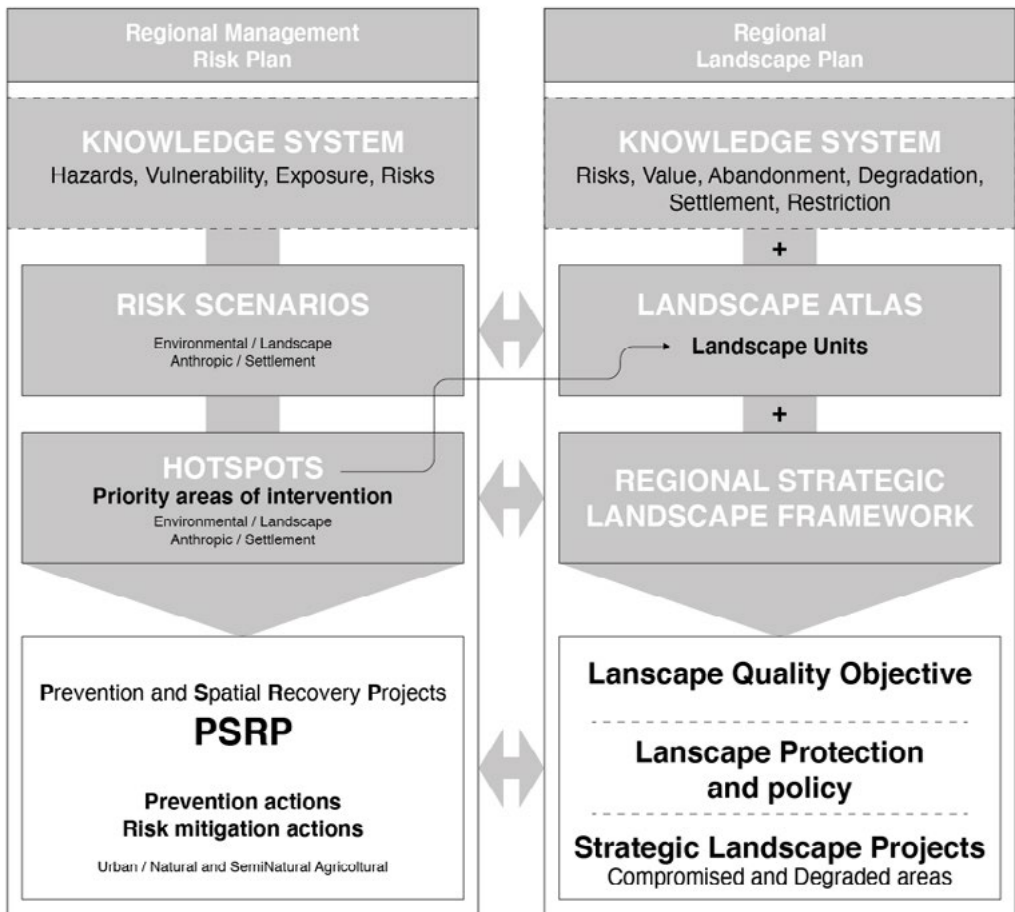 Regional Management
Risk Plan
KNOWLEDGE SYSTEM
Hazards, Vulnerability, Exposure, Risks
RISK SCENARIOS
Environmental / Landscape
Anthropic / Settlement
HOTSPOTS
Priority areas of intervention
Environmental / Landscape
Anthropic / Settlement
Prevention and Spatial Recovery Projects
PSRP
Prevention actions
Risk mitigation actions
Urban / Natural and SemiNatural Agricoltural
Regional
Landscape Plan
KNOWLEDGE SYSTEM
Risks, Value, Abandonment, Degradation,
Settlement, Restriction
+
LANDSCAPE ATLAS
Landscape Units
+
REGIONAL STRATEGIC
LANDSCAPE FRAMEWORK
Lanscape Quality Objective
Lanscape Protection
and policy
Strategic Landscape Projects
Compromised and Degraded areas